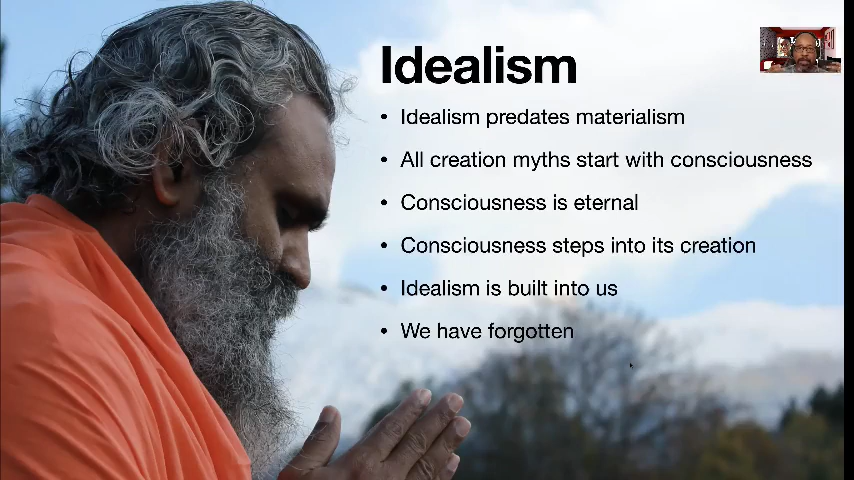 Idealism
• Idealism predates materialism
• All creation myths start with consciousness
• Consciousness is eternal
• Consciousness steps into its creation
• Idealism is built into us
• We have forgotten